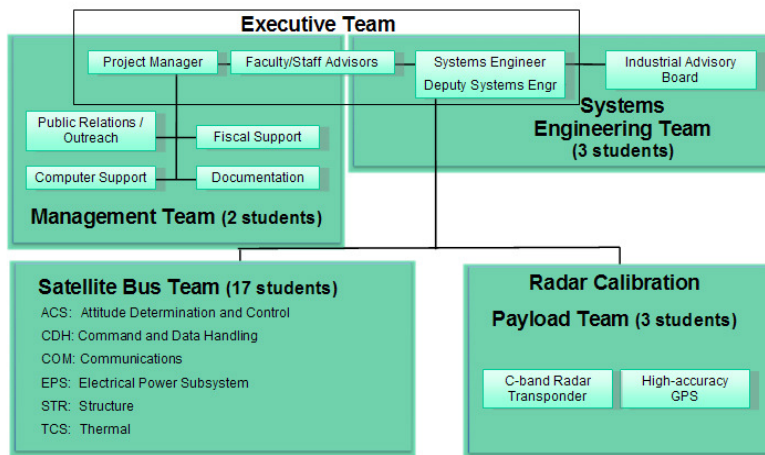 Executive Team
Project Manager
Faculty/Staff Advisors
Systems Engineer
Deputy Systems Engr
Industrial Advisory
Board
Public Relations /
Outreach
Fiscal Support
Computer Support
Documentation
Management Team (2 students)
Systems
Engineering Team
(3 students)
Satellite Bus Team (17 students)
ACS: Attitude Determination and Control
CDH: Command and Data Handling
COM: Communications
EPS: Electrical Power Subsystem
STR: Structure
TCS: Thermal
Radar Calibration
Payload Team (3 students)
C-band Radar
Transponder
High-accuracy
GPS